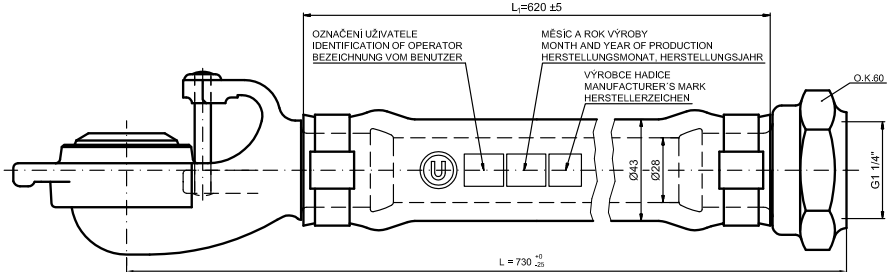 L₁=620 ±5
OZNAČENÍ UŽIVATELE
IDENTIFICATION OF OPERATOR
BEZEICHNUNG VOM BENUTZER
MĚSÍC A ROK VÝROBY
MONTH AND YEAR OF PRODUCTION
HERSTELLUNGSMONAT, HERSTELLUNGSJAHR
VÝROBCE HADICE
MANUFACTURER´S MARK
HERSTELLERZEICHEN
O.K.60
U
Ø43
Ø28
G1 1/4"
L = 730 +0 -25